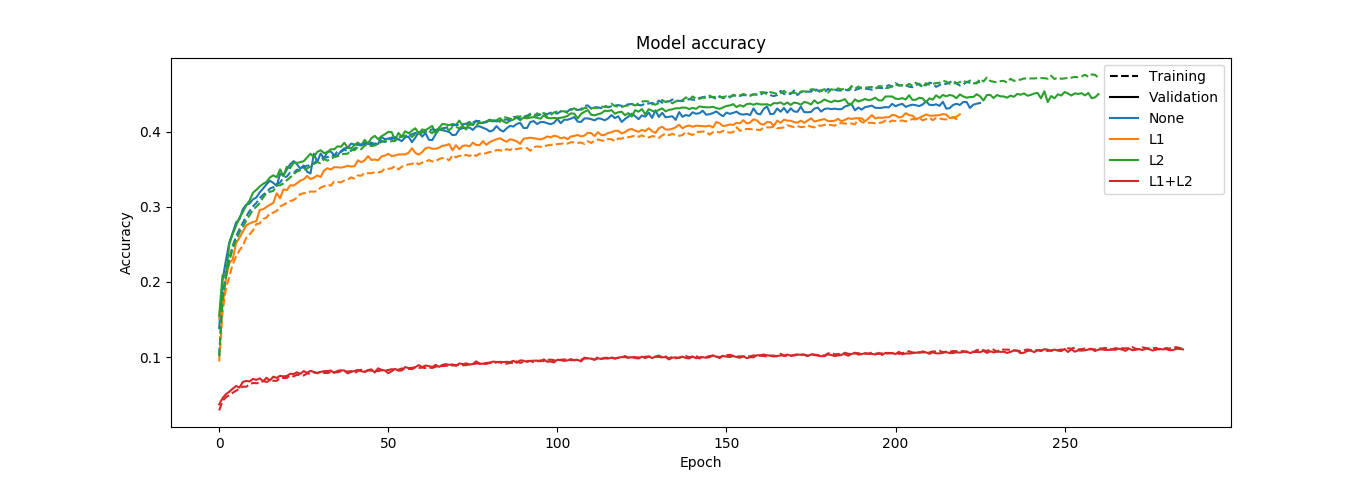 Model accuracy
Accuracy
0.4
0.3
0.2
0.1
Training
Validation
None
L1
L2
L1+L2
0 50 100 150 200 250
Epoch